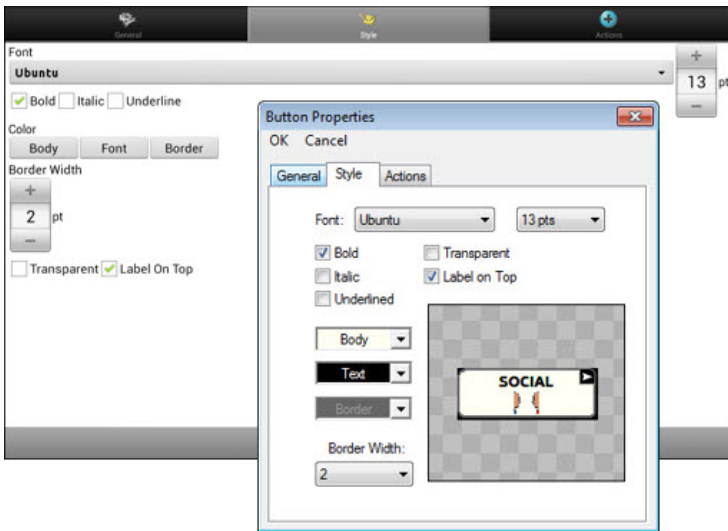 General
Style
Actions
Font
Ubuntu
13 pt
Bold Italic Underline
Color
Body Font Border
Border Width
2 pt
Transparent Label On Top
Button Properties
OK Cancel
General Style Actions
Font: Ubuntu 13 pts
Bold Transparent
Italic Label on Top
Underlined
Body
Text
Border
Border Width:
2
SOCIAL